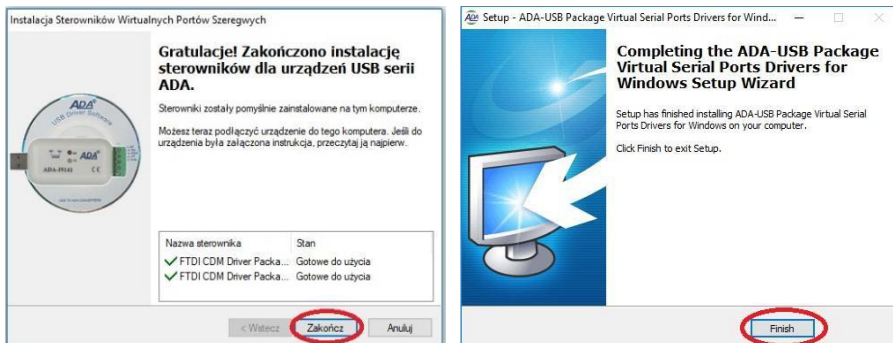 Instalacja Sterowników Wirtualnych Portów Szeregwych
Gratulacje! Zakończono instalację
sterowników dla urządzeń USB serii
ADA.
Sterowniki zostały pomyślnie zainstalowane na tym komputerze.
Możesz teraz podłączyć urządzenie do tego komputera. Jeśli do
urządzenia była załączona instrukcja, przeczytaj ją najpierw.
ADA
USB Driver Software
ADA
CE
Nazwa sterownika Stan
FTDI CDM Driver Packa... Gotowe do użycia
FTDI CDM Driver Packa... Gotowe do użycia
< Wstecz Zakończ Anuluj
ADA Setup - ADA-USB Package Virtual Serial Ports Drivers for Wind...
Completing the ADA-USB Package
Virtual Serial Ports Drivers for
Windows Setup Wizard
Setup has finished installing ADA-USB Package Virtual Serial
Ports Drivers for Windows on your computer.
Click Finish to exit Setup.
Finish